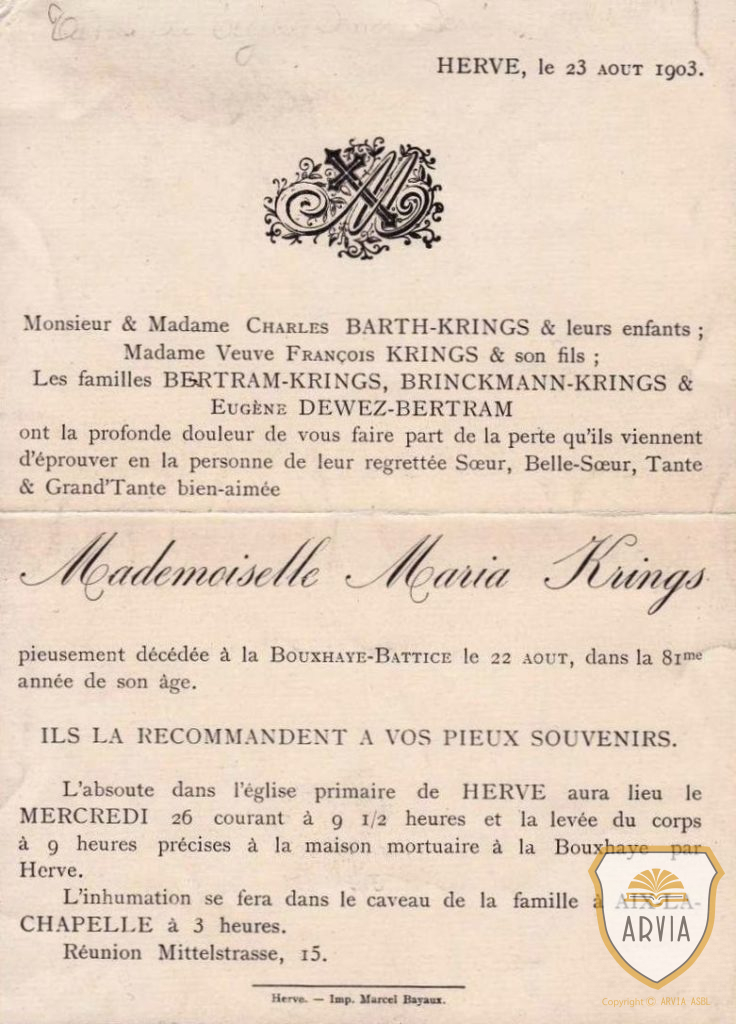 HERVE, le 23 AOUT 1903.
M
Monsieur & Madame CHARLES BARTH-KRINGS & leurs enfants ;
Madame Veuve FRANÇOIS KRINGS & son fils ;
Les familles BERTRAM-KRINGS, BRINCKMANN-KRINGS &
EUGÈNE DEWEZ-BERTRAM
ont la profonde douleur de vous faire part de la perte qu'ils viennent
d'éprouver en la personne de leur regrettée Sœur, Belle-Sœur, Tante
& Grand'Tante bien-aimée
Mademoiselle Maria Krings
pieusement décédée à la BOUXHAYE-BATTICE le 22 AOUT, dans la 81me
année de son âge.
ILS LA RECOMMANDENT A VOS PIEUX SOUVENIRS.
L'absoute dans l'église primaire de HERVE aura lieu le
MERCREDI 26 courant à 9 1/2 heures et la levée du corps
à 9 heures précises à la maison mortuaire à la Bouxhaye par
Herve.
L'inhumation se fera dans le caveau de la famille à AIX-LA-
CHAPELLE à 3 heures.
Réunion Mittelstrasse, 15.
Herve. — Imp. Marcel Bayaux.
ARVIA
Copyright © ARVIA ASBL